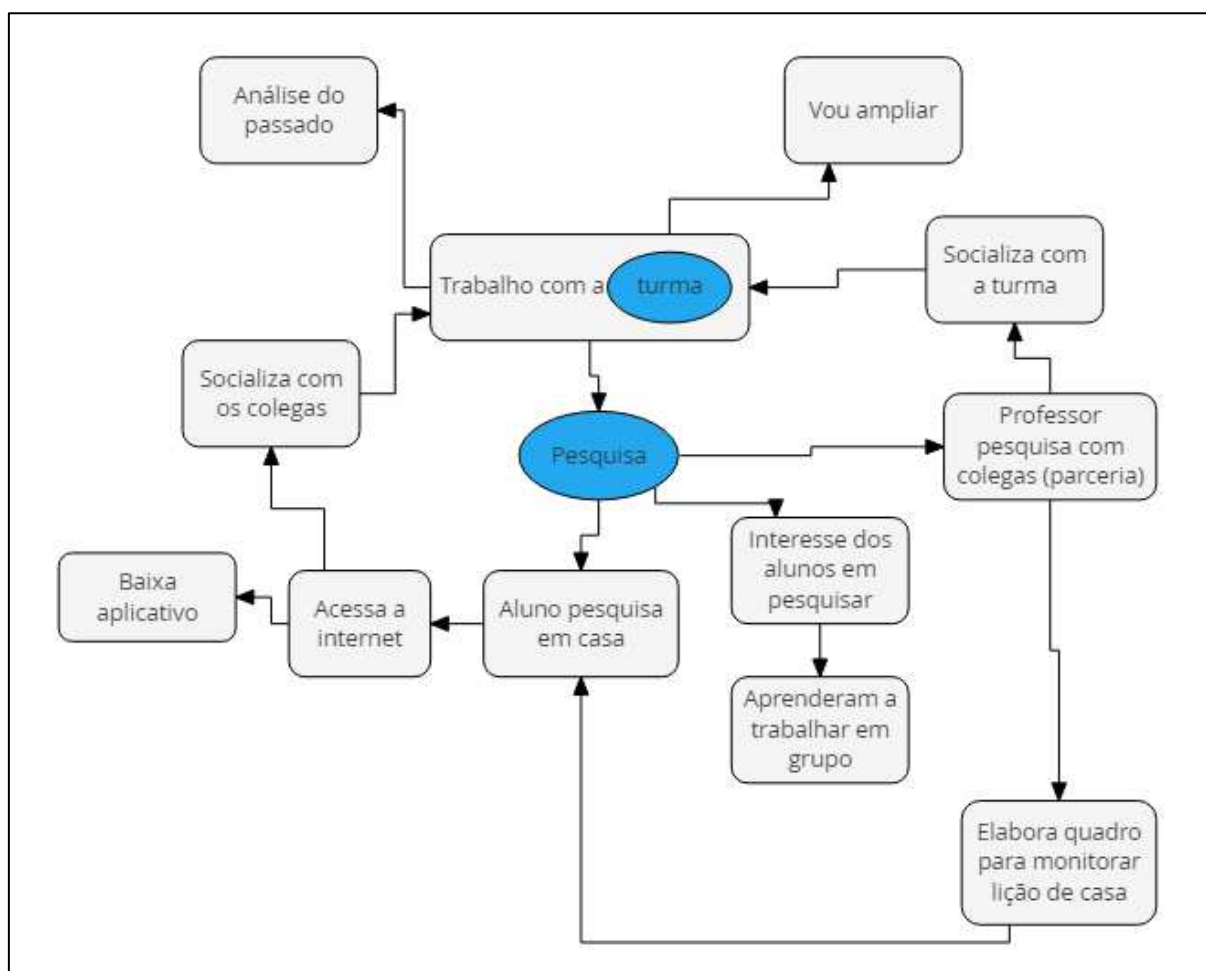 Análise do
passado
Vou ampliar
Trabalho com a turma
Socializa com
a turma
Socializa com
os colegas
Pesquisa
Professor
pesquisa com
colegas (parceria)
Interesse dos
alunos em
pesquisar
Baixa
aplicativo
Acessa a
internet
Aluno pesquisa
em casa
Aprenderam a
trabalhar em
grupo
Elabora quadro
para monitorar
lição de casa